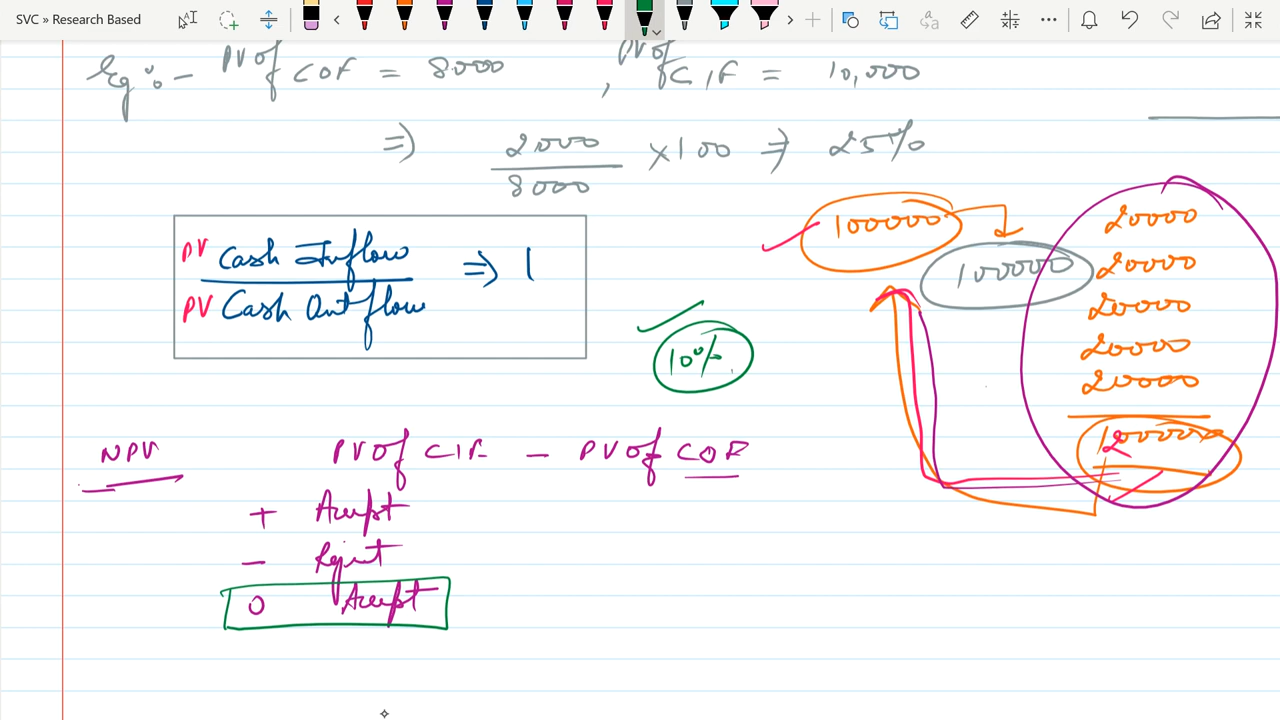 SVC » Research Based
Eg:- PV of COF = 8000 , PV of CIF = 10,000
⇒ 2000 / 8000 ×100 ⇒ 25%
PV Cash Inflow
PV Cash Outflow
⇒ 1
10%
100000
100000
20000
20000
20000
20000
20000
NPV PV of CIF - PV of COF
+ Accept
- Reject
0 Accept